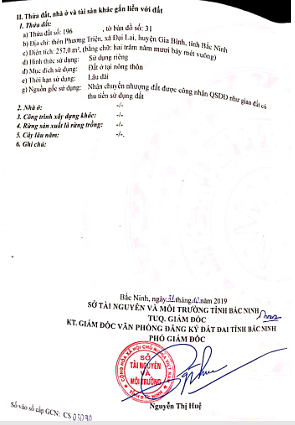 II. Thửa đất, nhà ở và tài sản khác gắn liền với đất
1. Thửa đất:
a) Thửa đất số: 196 , tờ bản đồ số: 31
b) Địa chỉ: thôn Phương Triện, xã Đại Lai, huyện Gia Bình, tỉnh Bắc Ninh
c) Diện tích: 257,0 m², (bằng chữ: hai trăm năm mươi bảy mét vuông)
d) Hình thức sử dụng: Sử dụng riêng
đ) Mục đích sử dụng: Đất ở tại nông thôn
e) Thời hạn sử dụng: Lâu dài
g) Nguồn gốc sử dụng: Nhận chuyển nhượng đất được công nhận QSDĐ như giao đất có
thu tiền sử dụng đất
2. Nhà ở: -/-
3. Công trình xây dựng khác: -/-
4. Rừng sản xuất là rừng trồng: -/-
5. Cây lâu năm: -/-
6. Ghi chú:
Bắc Ninh, ngày 31 tháng 12 năm 2019
SỞ TÀI NGUYÊN VÀ MÔI TRƯỜNG TỈNH BẮC NINH
TUQ. GIÁM ĐỐC
KT. GIÁM ĐỐC VĂN PHÒNG ĐĂNG KÝ ĐẤT ĐAI TỈNH BẮC NINH
PHÓ GIÁM ĐỐC
SỞ
TÀI NGUYÊN
VÀ
MÔI TRƯỜNG
Nguyễn Thị Huệ
Số vào sổ cấp GCN: CS